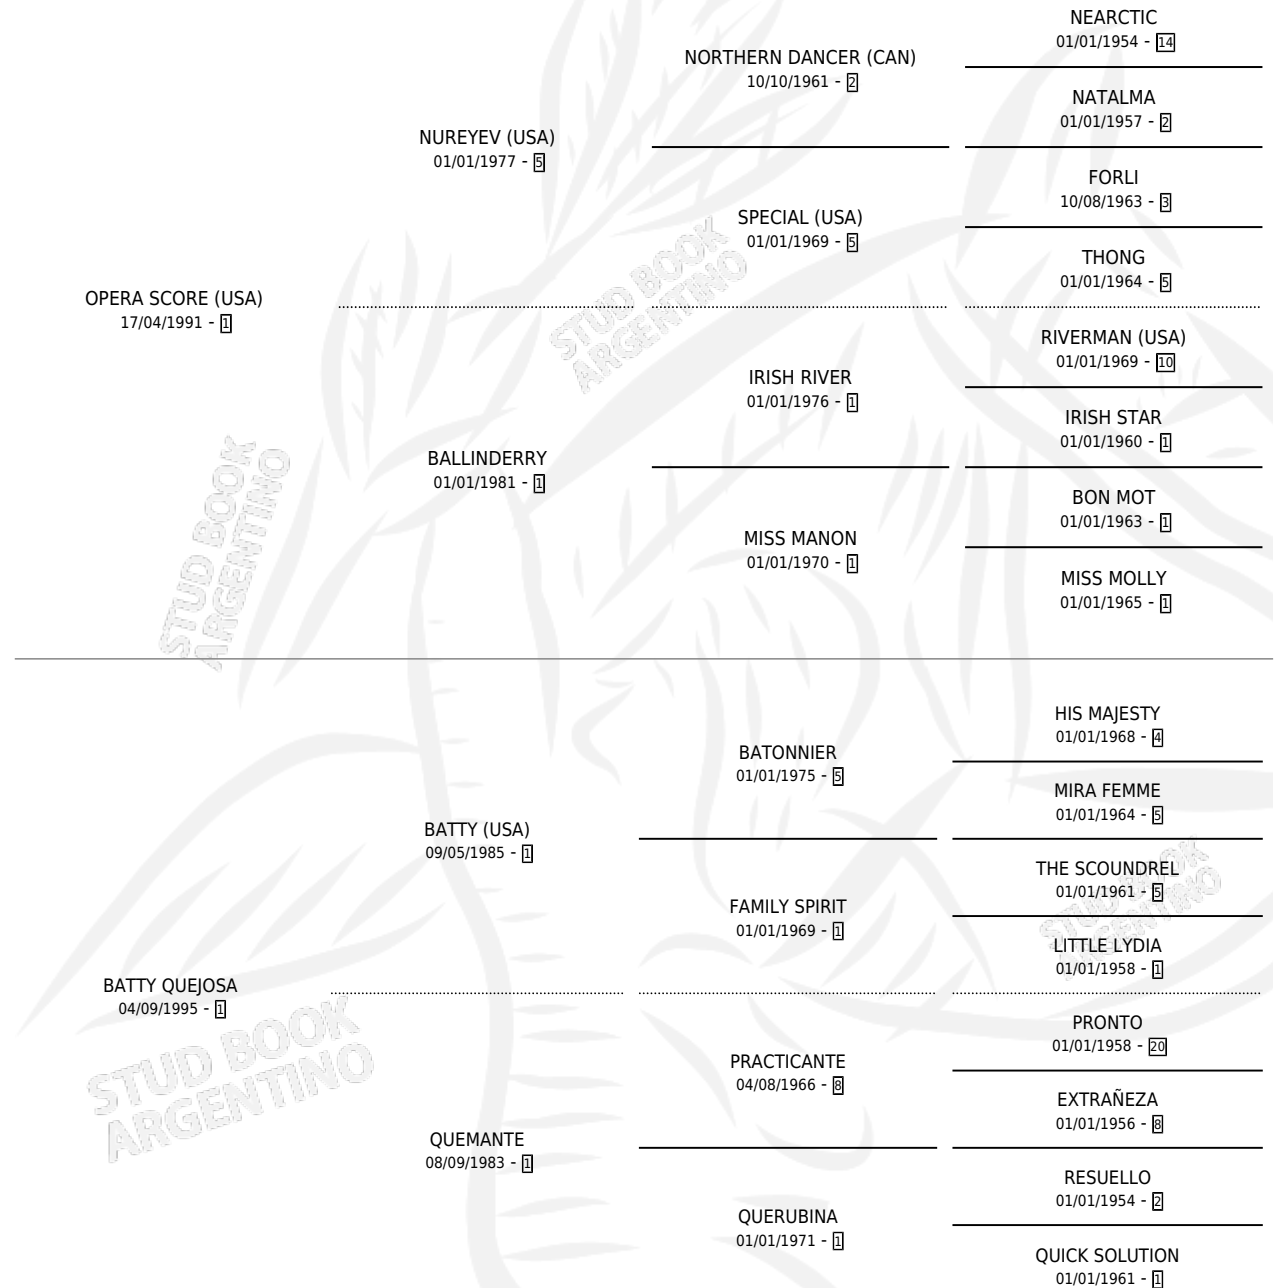 NEARCTIC
01/01/1954 - 14
NORTHERN DANCER (CAN)
10/10/1961 - 2
NATALMA
01/01/1957 - 2
NUREYEV (USA)
01/01/1977 - 5
FORLI
10/08/1963 - 3
SPECIAL (USA)
01/01/1969 - 5
THONG
01/01/1964 - 5
OPERA SCORE (USA)
17/04/1991 - 1
RIVERMAN (USA)
01/01/1969 - 10
IRISH RIVER
01/01/1976 - 1
IRISH STAR
01/01/1960 - 1
BALLINDERRY
01/01/1981 - 1
BON MOT
01/01/1963 - 1
MISS MANON
01/01/1970 - 1
MISS MOLLY
01/01/1965 - 1
HIS MAJESTY
01/01/1968 - 4
BATONNIER
01/01/1975 - 5
MIRA FEMME
01/01/1964 - 5
BATTY (USA)
09/05/1985 - 1
THE SCOUNDREL
01/01/1961 - 5
FAMILY SPIRIT
01/01/1969 - 1
LITTLE LYDIA
01/01/1958 - 1
BATTY QUEJOSA
04/09/1995 - 1
PRONTO
01/01/1958 - 20
PRACTICANTE
04/08/1966 - 8
EXTRAÑEZA
01/01/1956 - 8
QUEMANTE
08/09/1983 - 1
RESUELLO
01/01/1954 - 2
QUERUBINA
01/01/1971 - 1
QUICK SOLUTION
01/01/1961 - 1
STUD BOOK
ARGENTINO
STUD BOOK
ARGENTINO
STUD BOOK
ARGENTINO
STUD BOOK
ARGENTINO